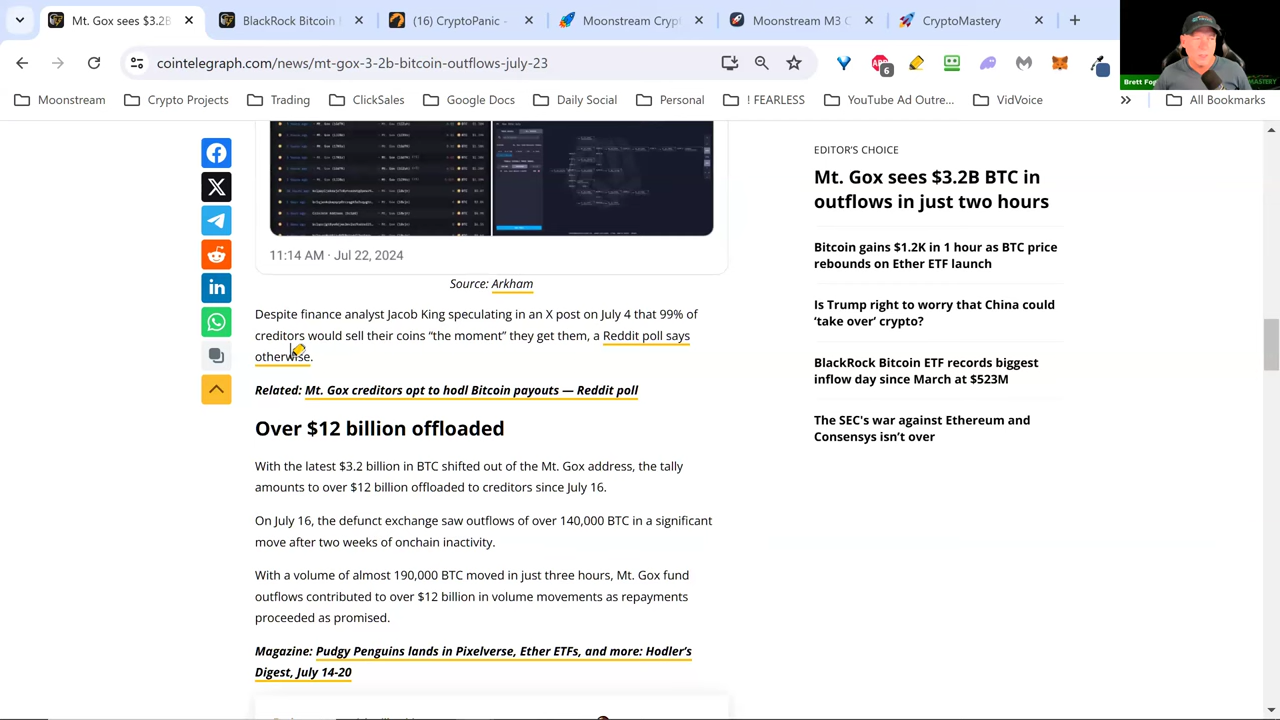 Mt. Gox sees $3.2B
BlackRock Bitcoin
(16) CryptoPanic -
Moonstream Cryp
Moonstream M3 C
CryptoMastery
cointelegraph.com/news/mt-gox-3-2b-bitcoin-outflows-july-23
6
Moonstream
Crypto Projects
Trading
ClickSales
Google Docs
Daily Social
Personal
! FEARLESS
YouTube Ad Outre...
VidVoice
All Bookmarks
Brett Fog
MASTERY
11:14 AM · Jul 22, 2024
Source: Arkham
Despite finance analyst Jacob King speculating in an X post on July 4 that 99% of
creditors would sell their coins “the moment” they get them, a Reddit poll says
otherwise.
Related: Mt. Gox creditors opt to hodl Bitcoin payouts — Reddit poll
Over $12 billion offloaded
With the latest $3.2 billion in BTC shifted out of the Mt. Gox address, the tally
amounts to over $12 billion offloaded to creditors since July 16.
On July 16, the defunct exchange saw outflows of over 140,000 BTC in a significant
move after two weeks of onchain inactivity.
With a volume of almost 190,000 BTC moved in just three hours, Mt. Gox fund
outflows contributed to over $12 billion in volume movements as repayments
proceeded as promised.
Magazine: Pudgy Penguins lands in Pixelverse, Ether ETFs, and more: Hodler’s
Digest, July 14-20
EDITOR’S CHOICE
Mt. Gox sees $3.2B BTC in
outflows in just two hours
Bitcoin gains $1.2K in 1 hour as BTC price
rebounds on Ether ETF launch
Is Trump right to worry that China could
‘take over’ crypto?
BlackRock Bitcoin ETF records biggest
inflow day since March at $523M
The SEC's war against Ethereum and
Consensys isn’t over